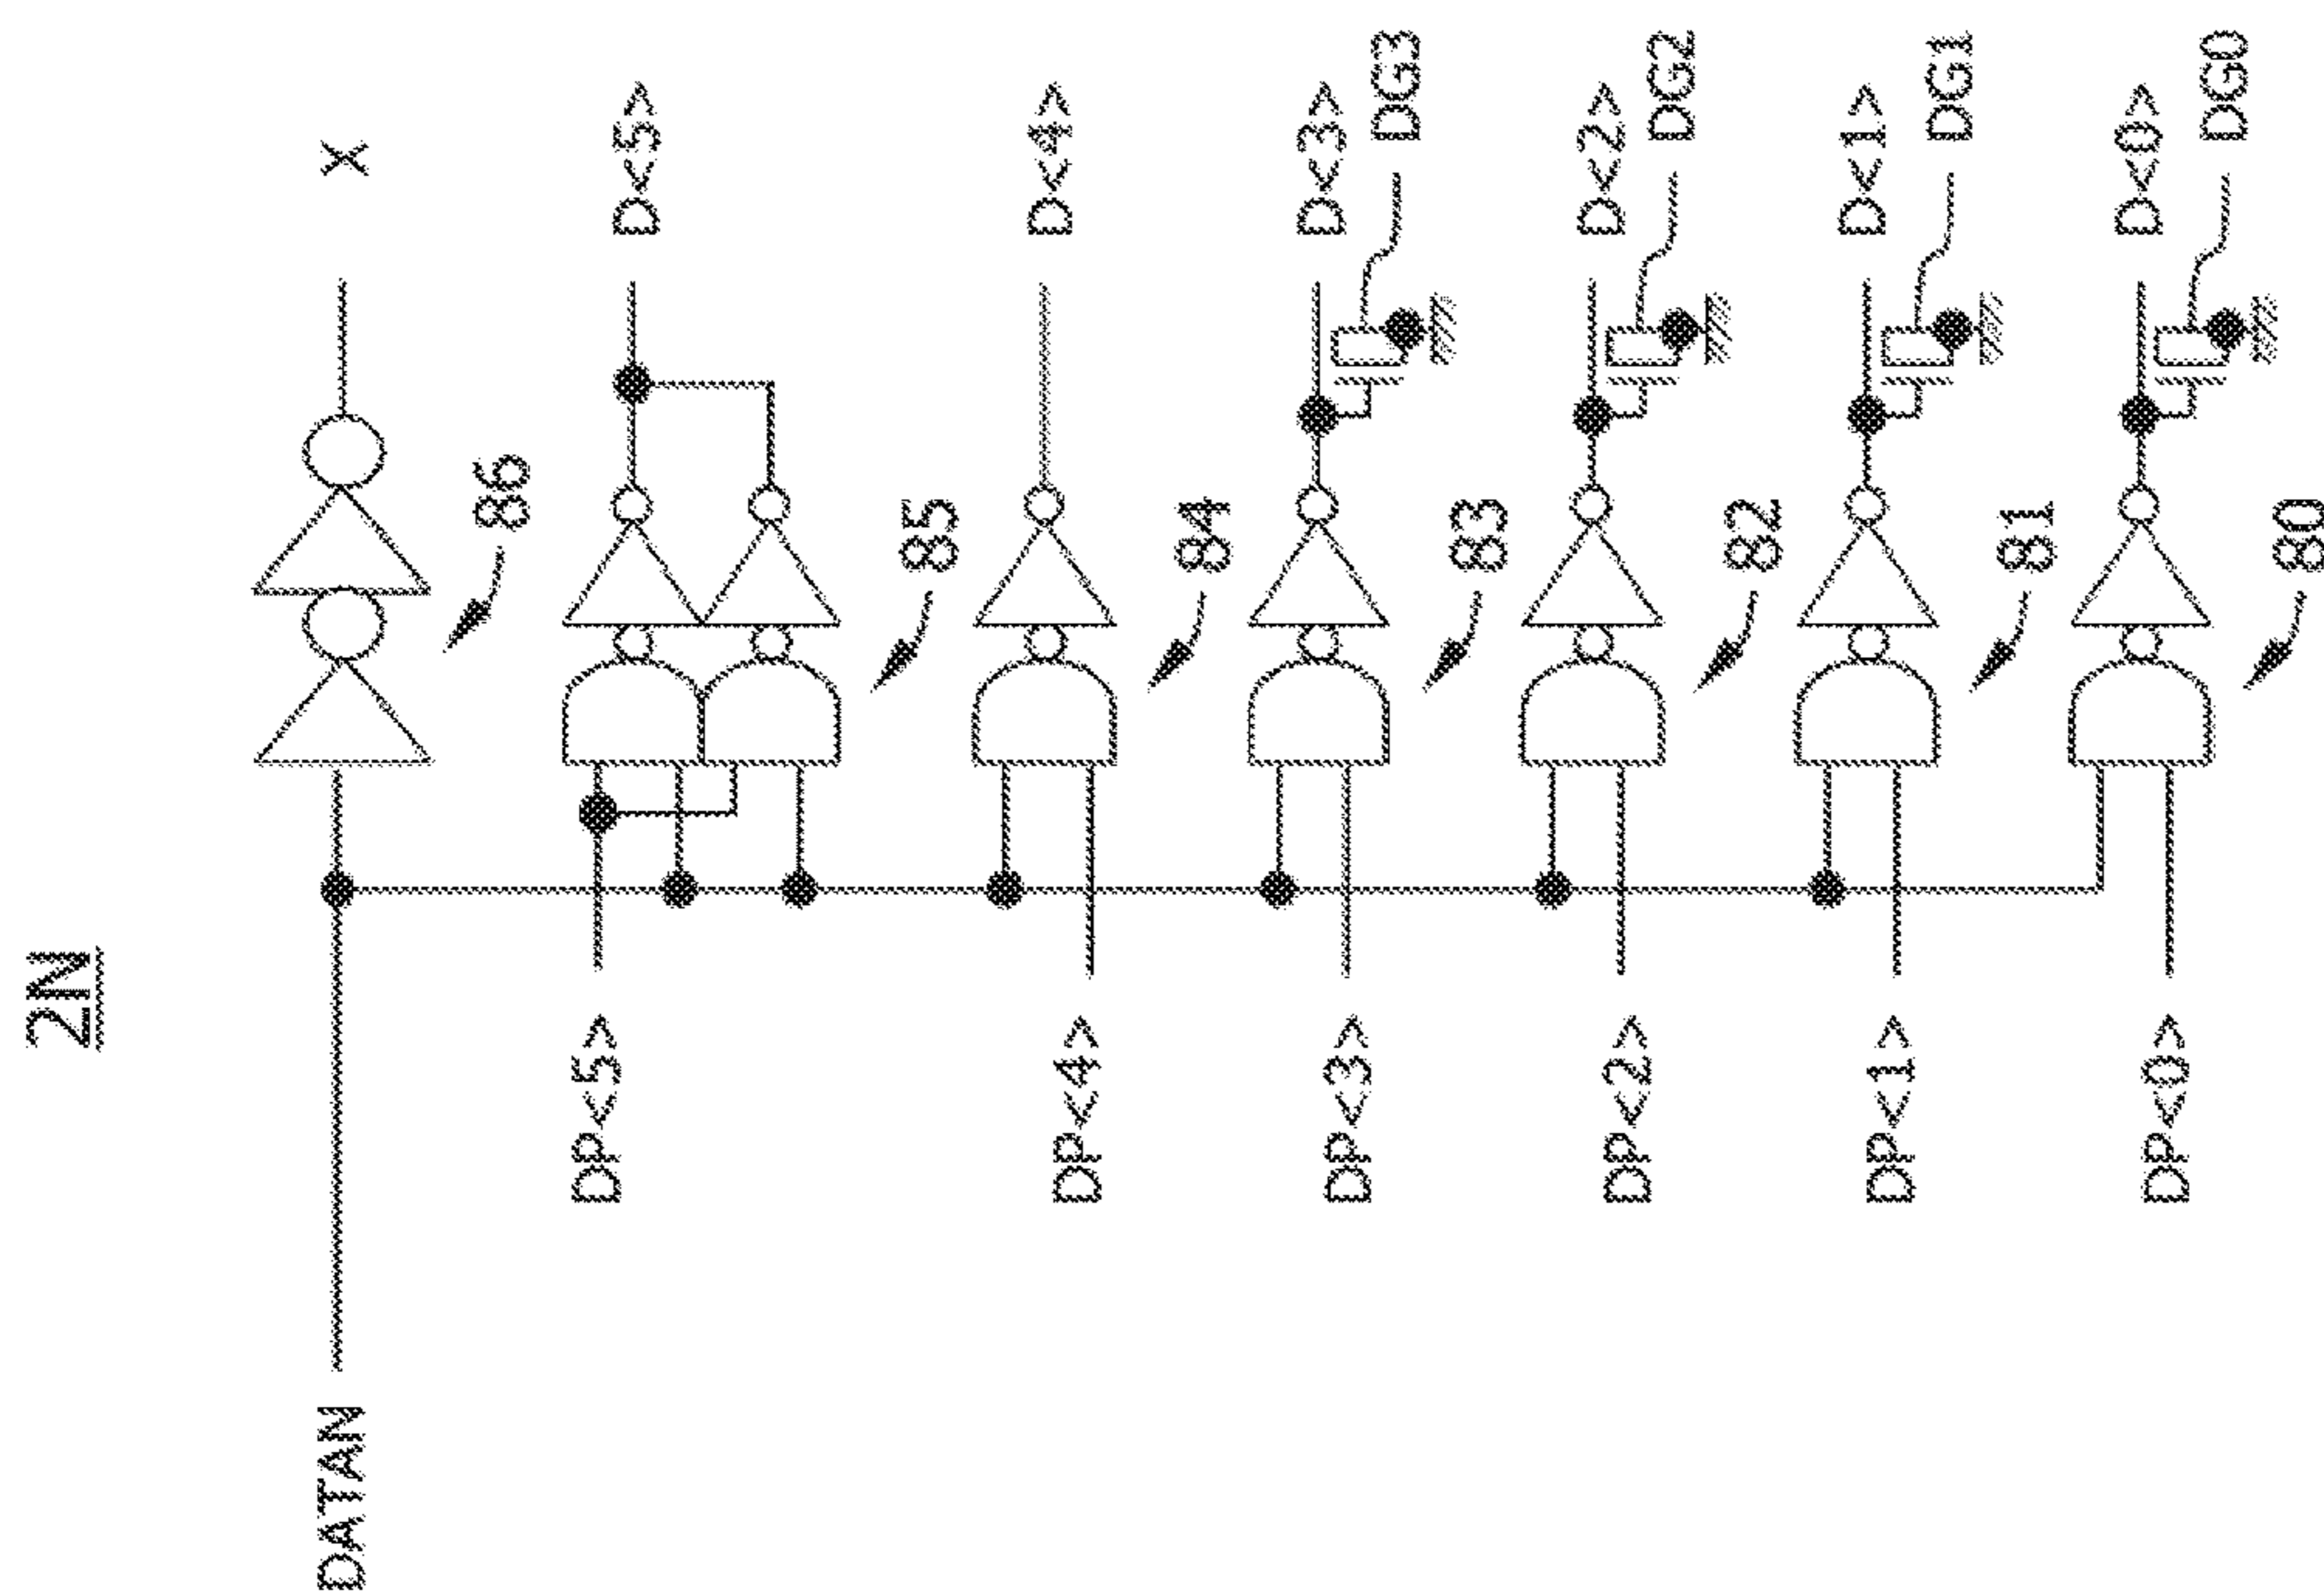 2N
DATAN
X
86
DP<5>
D<5>
85
DP<4>
D<4>
84
DP<3>
D<3>
DG3
83
DP<2>
D<2>
DG2
82
DP<1>
D<1>
DG1
81
DP<0>
D<0>
DG0
80